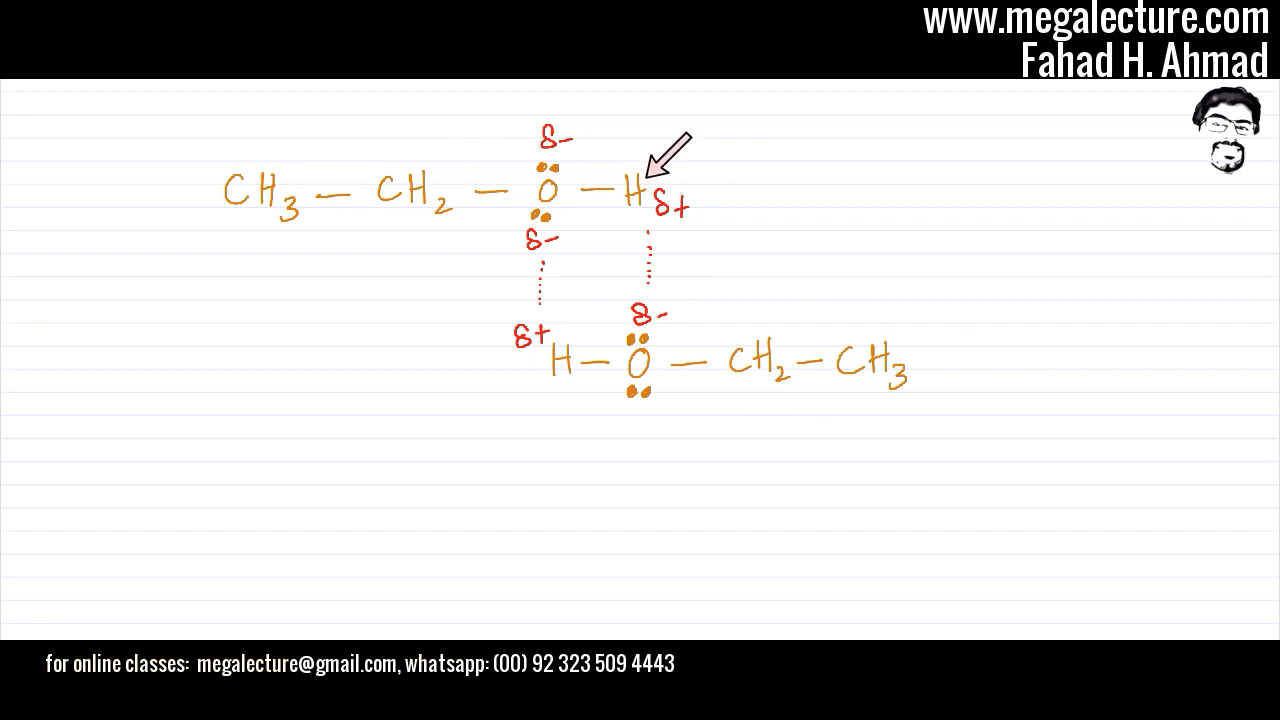 www.megalecture.com
Fahad H. Ahmad
δ-
CH3 — CH2 — O — H δ+
δ-
δ-
δ+
H — O — CH2 — CH3
for online classes: megalecture@gmail.com, whatsapp: (00) 92 323 509 4443